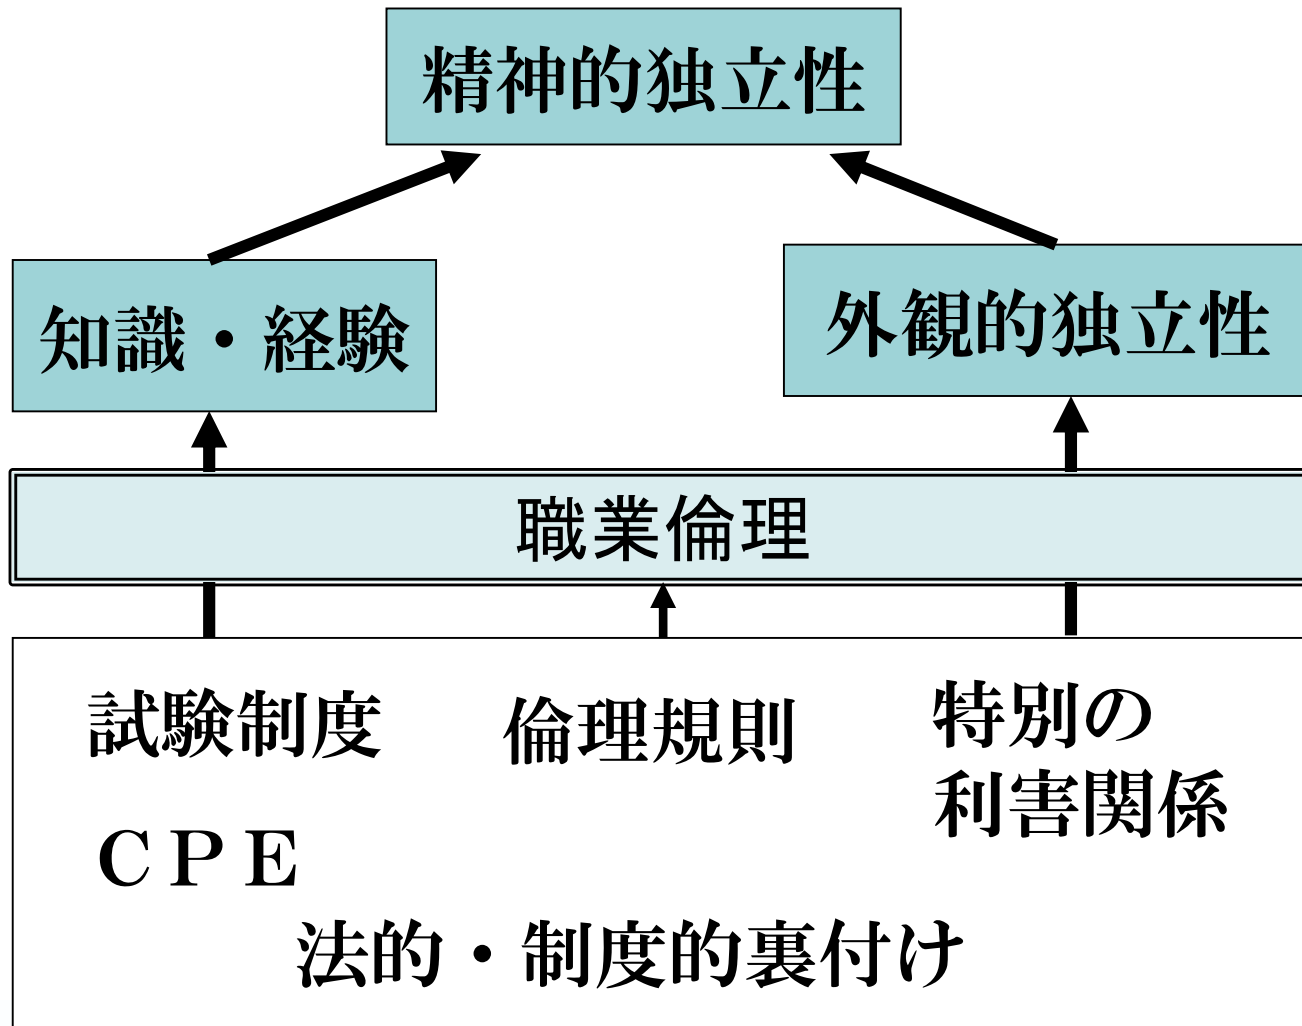 精神的独立性
知識・経験
外観的独立性
職業倫理
試験制度
倫理規則
特別の
利害関係
ＣＰＥ
法的・制度的裏付け